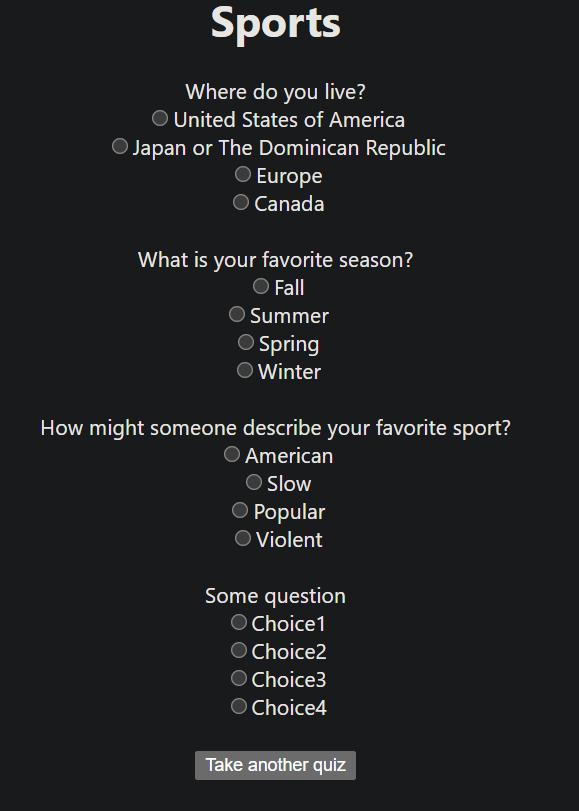 Sports
Where do you live?
United States of America
Japan or The Dominican Republic
Europe
Canada
What is your favorite season?
Fall
Summer
Spring
Winter
How might someone describe your favorite sport?
American
Slow
Popular
Violent
Some question
Choice1
Choice2
Choice3
Choice4
Take another quiz